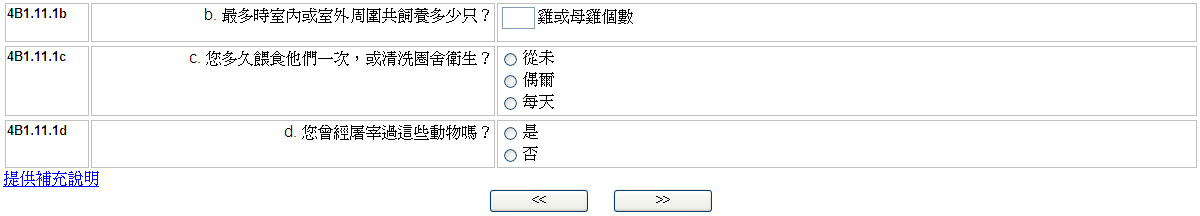 4B1.11.1b b. 最多時室內或室外周圍共飼養多少只？ 雞或母雞個數
4B1.11.1c c. 您多久餵食他們一次，或清洗圈舍衛生？ 從未
偶爾
每天
4B1.11.1d d. 您曾經屠宰過這些動物嗎？ 是
否
提供補充說明
<< >>